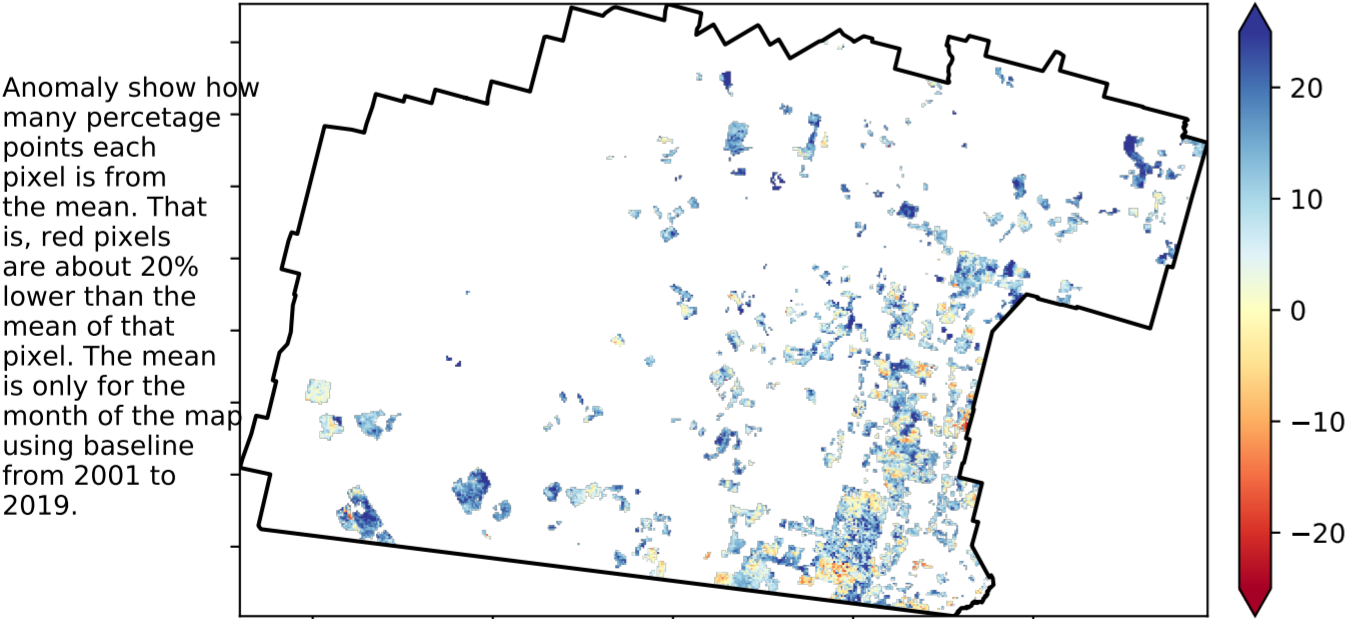 Anomaly show how
many percetage
points each
pixel is from
the mean. That
is, red pixels
are about 20%
lower than the
mean of that
pixel. The mean
is only for the
month of the map
using baseline
from 2001 to
2019.
20
10
0
−10
−20